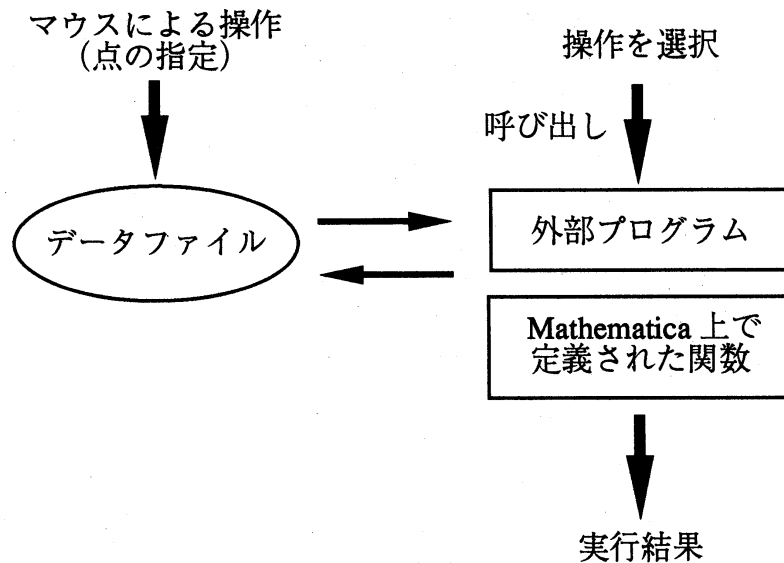 マウスによる操作
(点の指定)
操作を選択
呼び出し
データファイル
外部プログラム
Mathematica 上で
定義された関数
実行結果